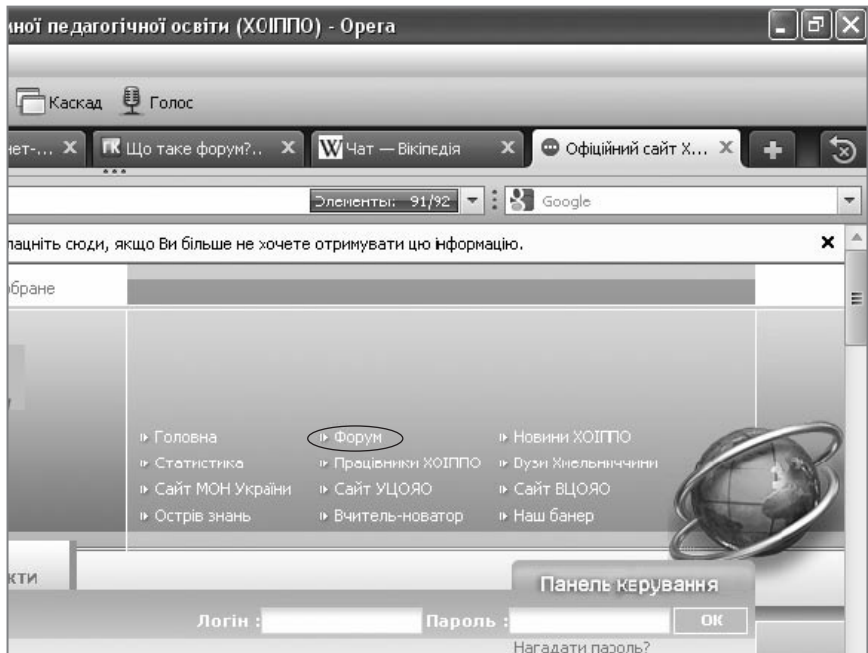 мної педагогічної освіти (ХОІППО) - Opera
Каскад Голос
нет-... Що таке форум?.. W Чат — Вікіпедія Офіційний сайт Х...
Элементы: 91/92 Google
лацніть сюди, якщо Ви більше не хочете отримувати цю інформацію.
обране
Головна Форум Новини ХОІППО
Статистика Працівники ХОІППО Вузи Хмельниччини
Сайт МОН України Сайт УЦОЯО Сайт ВЦОЯО
Острів знань Вчитель-новатор Наш банер
кти Панель керування
Логін : Пароль : ОК
Нагадати пароль?